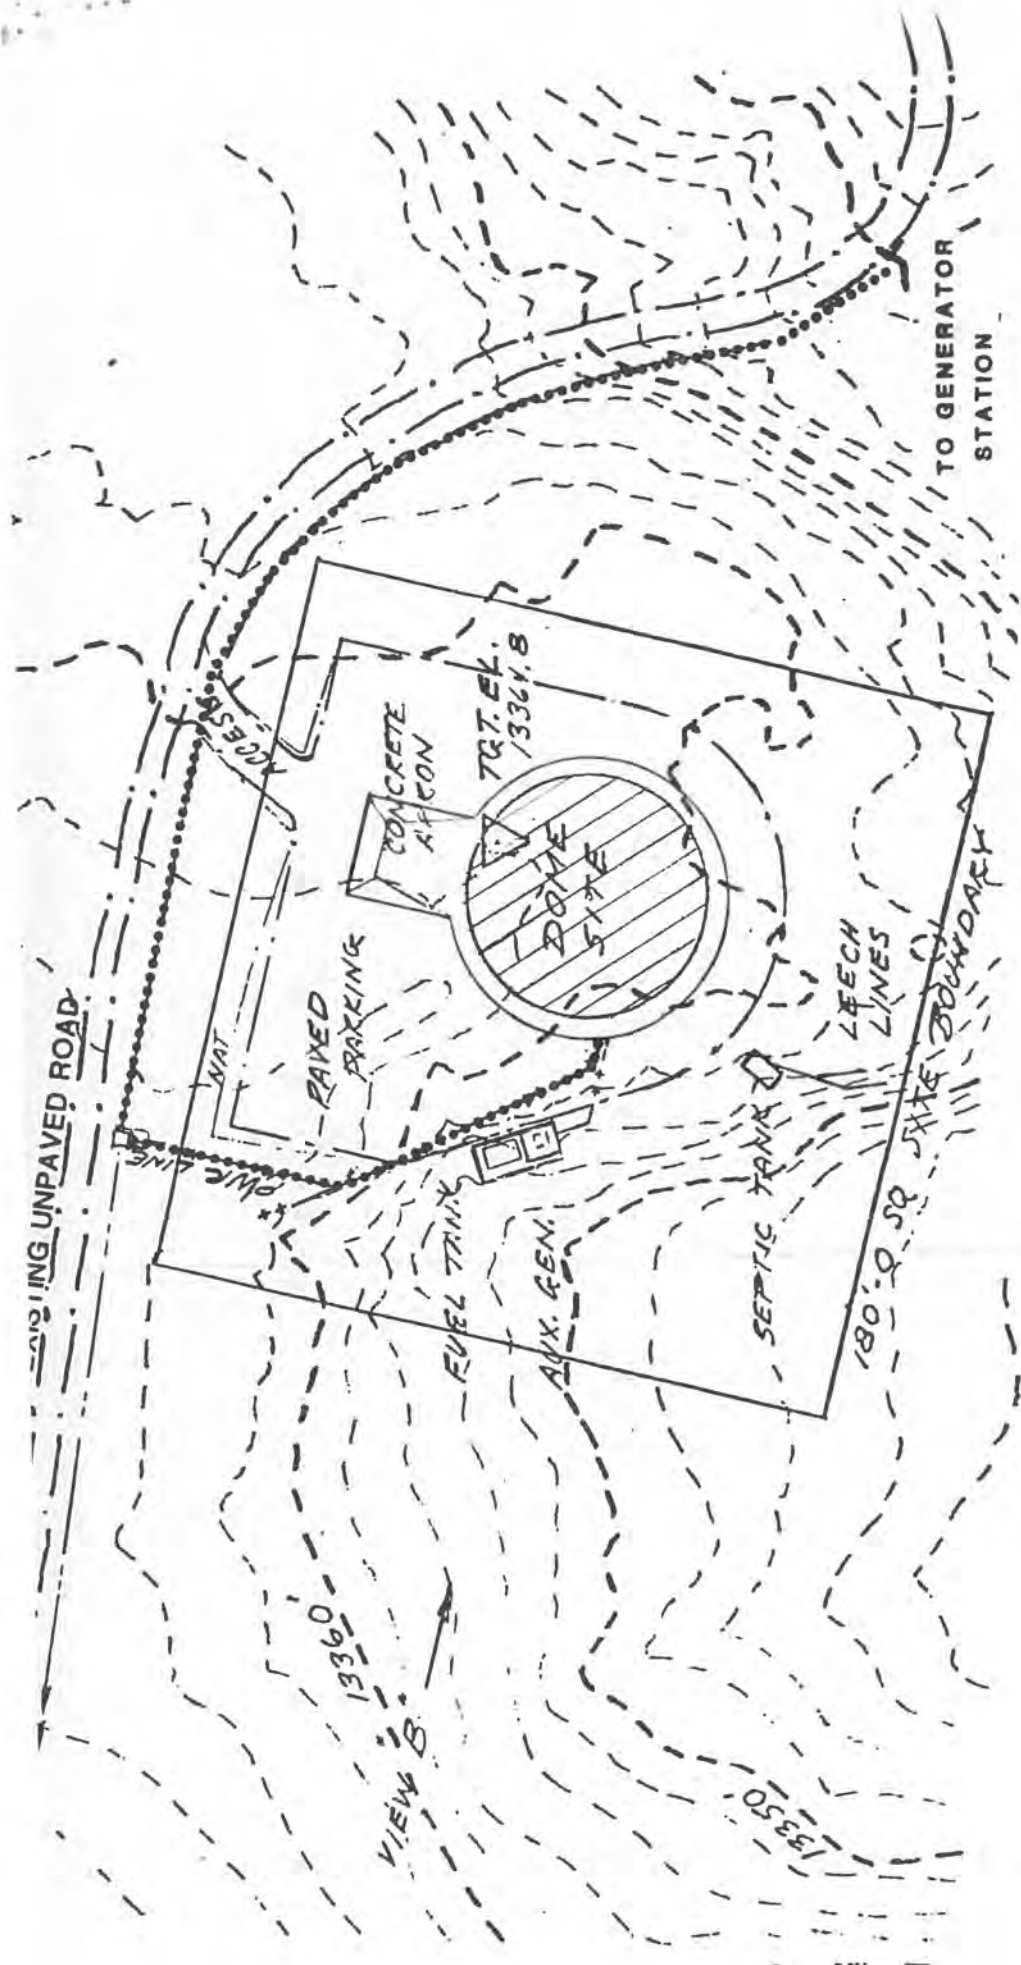 EXISTING UNPAVED ROAD
ACCESS
NAT
PWR
LINE
PAVED
PARKING
CONCRETE
APRON
TGT. EL.
13364.8
DOME
SITE
FUEL TANK
AUX. GEN.
SEPTIC TANK
LEECH
LINES
180'-0 SQ SITE BOUNDARY
TO GENERATOR
STATION
13360'
VIEW "B"
13350